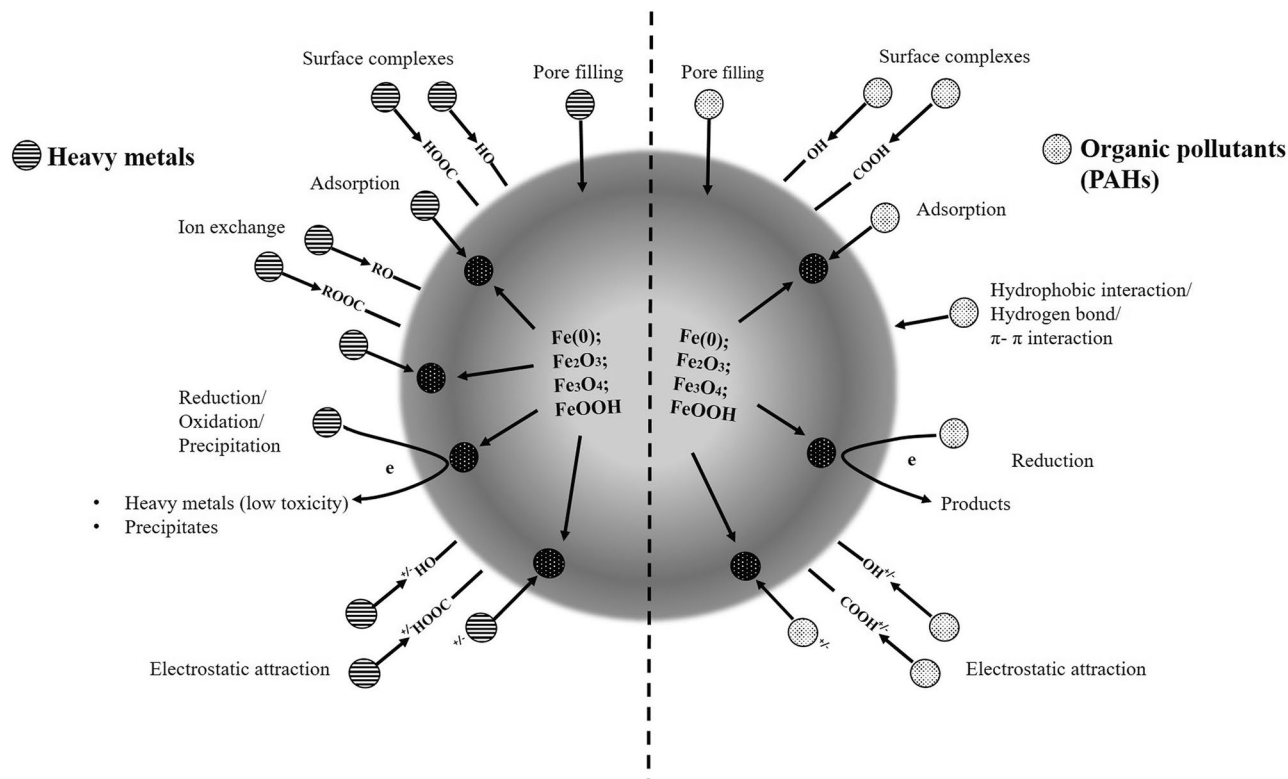 Surface complexes
Pore filling
HOOC
HO
Heavy metals
Adsorption
Ion exchange
RO
ROOC
Fe(0);
Fe₂O₃;
Fe₃O₄;
FeOOH
Reduction/
Oxidation/
Precipitation
e
• Heavy metals (low toxicity)
• Precipitates
+/-HO
+/-HOOC
+/-
Electrostatic attraction
Pore filling
Surface complexes
OH
COOH
Organic pollutants
(PAHs)
Adsorption
Hydrophobic interaction/
Hydrogen bond/
π- π interaction
Fe(0);
Fe₂O₃;
Fe₃O₄;
FeOOH
e
Reduction
Products
OH+/-
COOH+/-
+/-
Electrostatic attraction